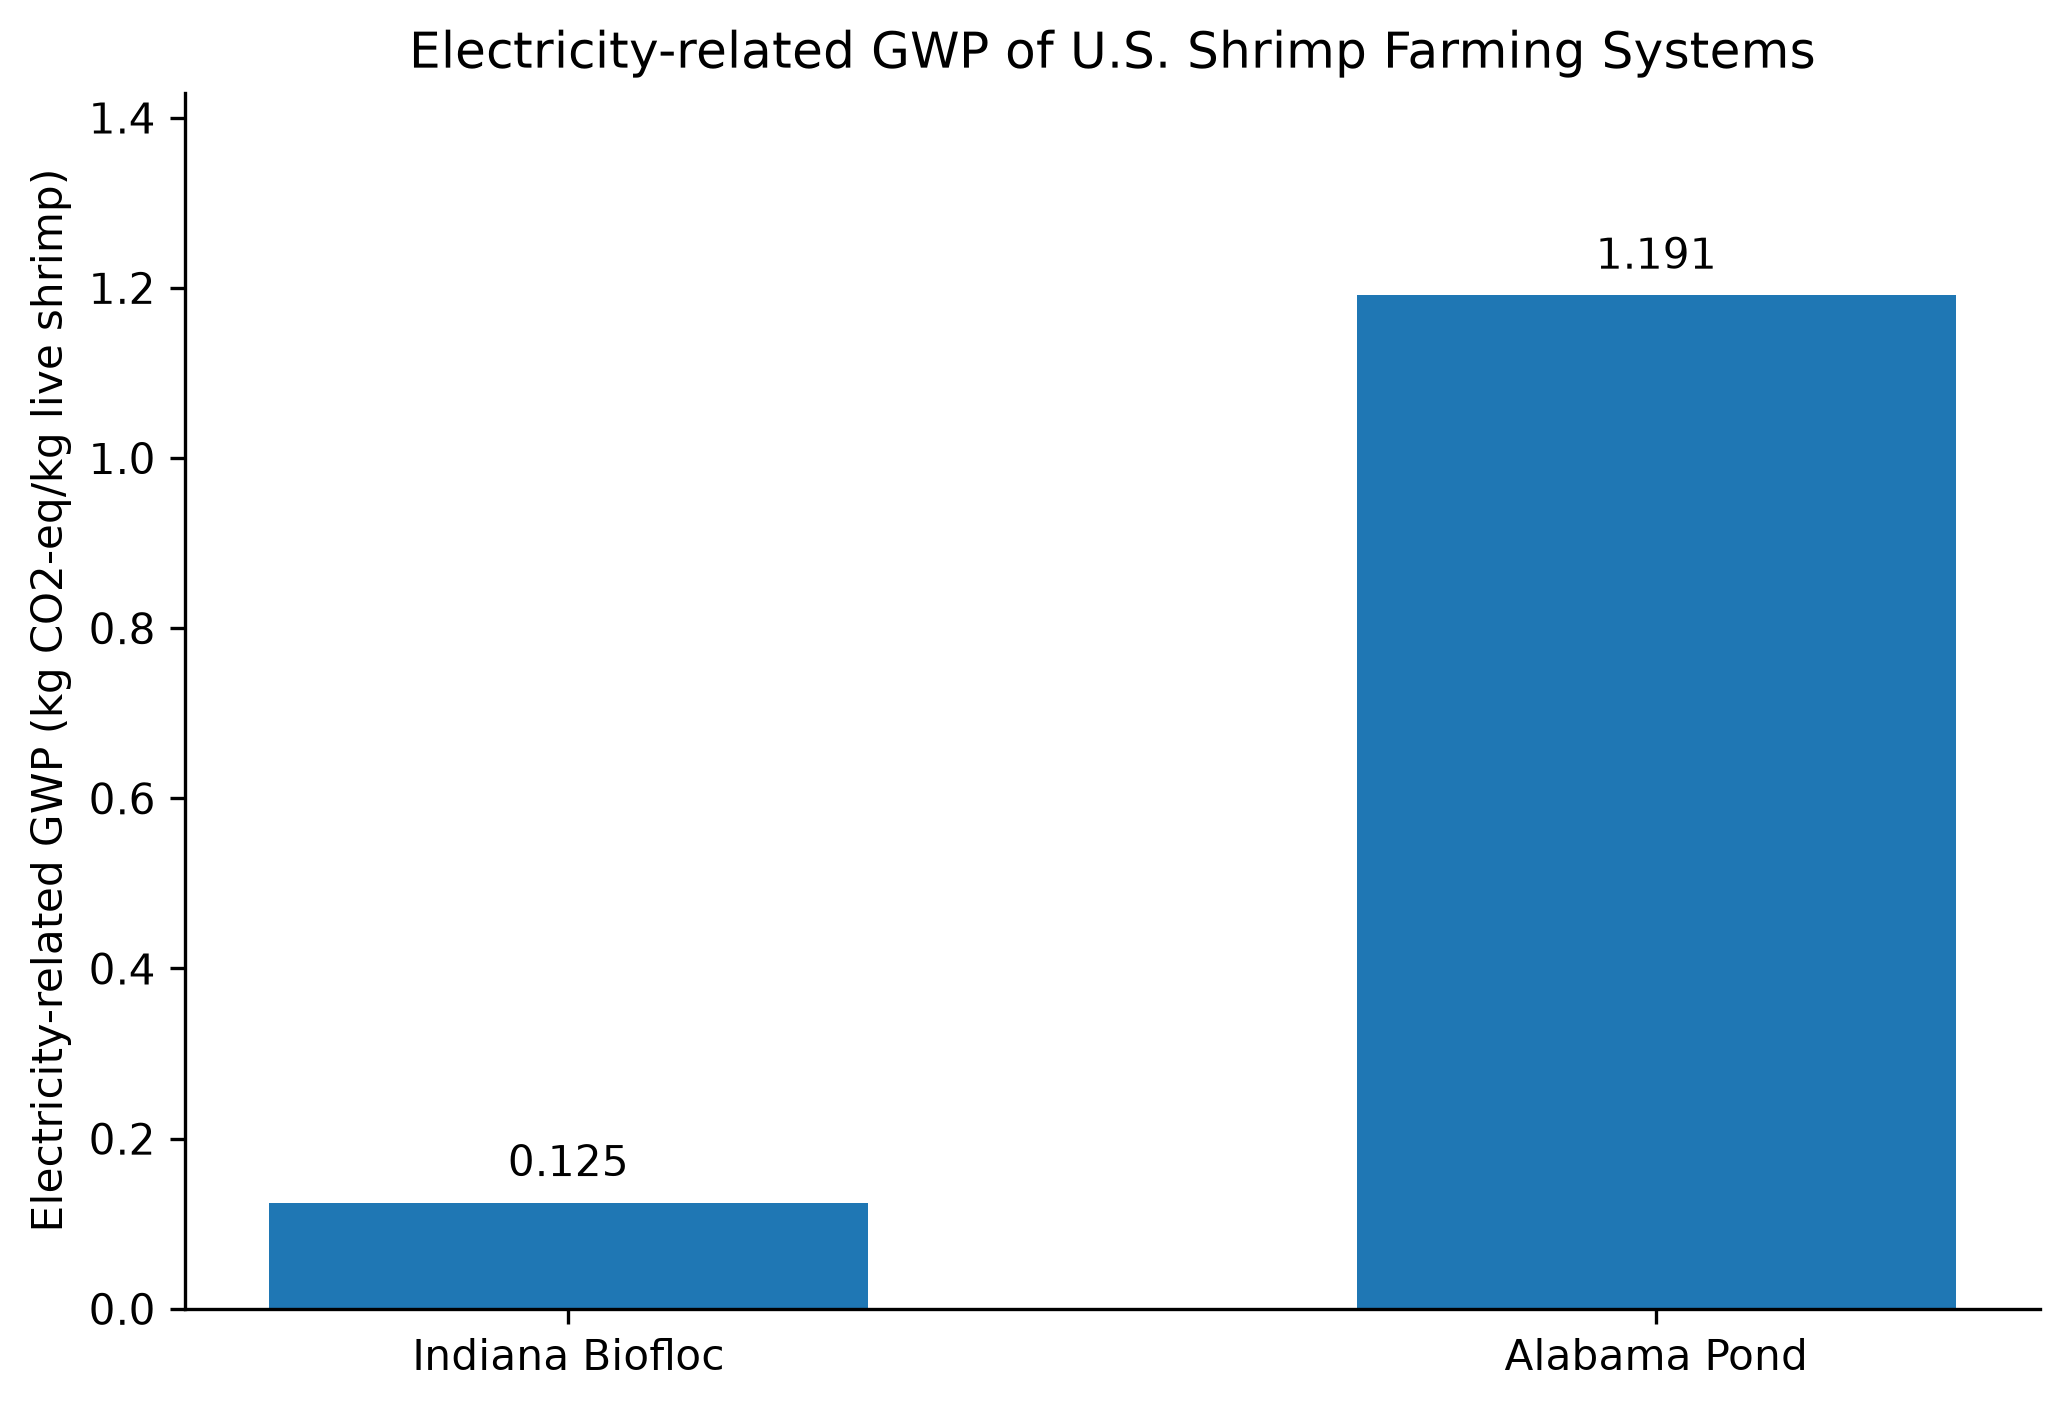 Electricity-related GWP of U.S. Shrimp Farming Systems
Electricity-related GWP (kg CO2-eq/kg live shrimp)
1.4
1.2
1.0
0.8
0.6
0.4
0.2
0.0
0.125
1.191
Indiana Biofloc
Alabama Pond